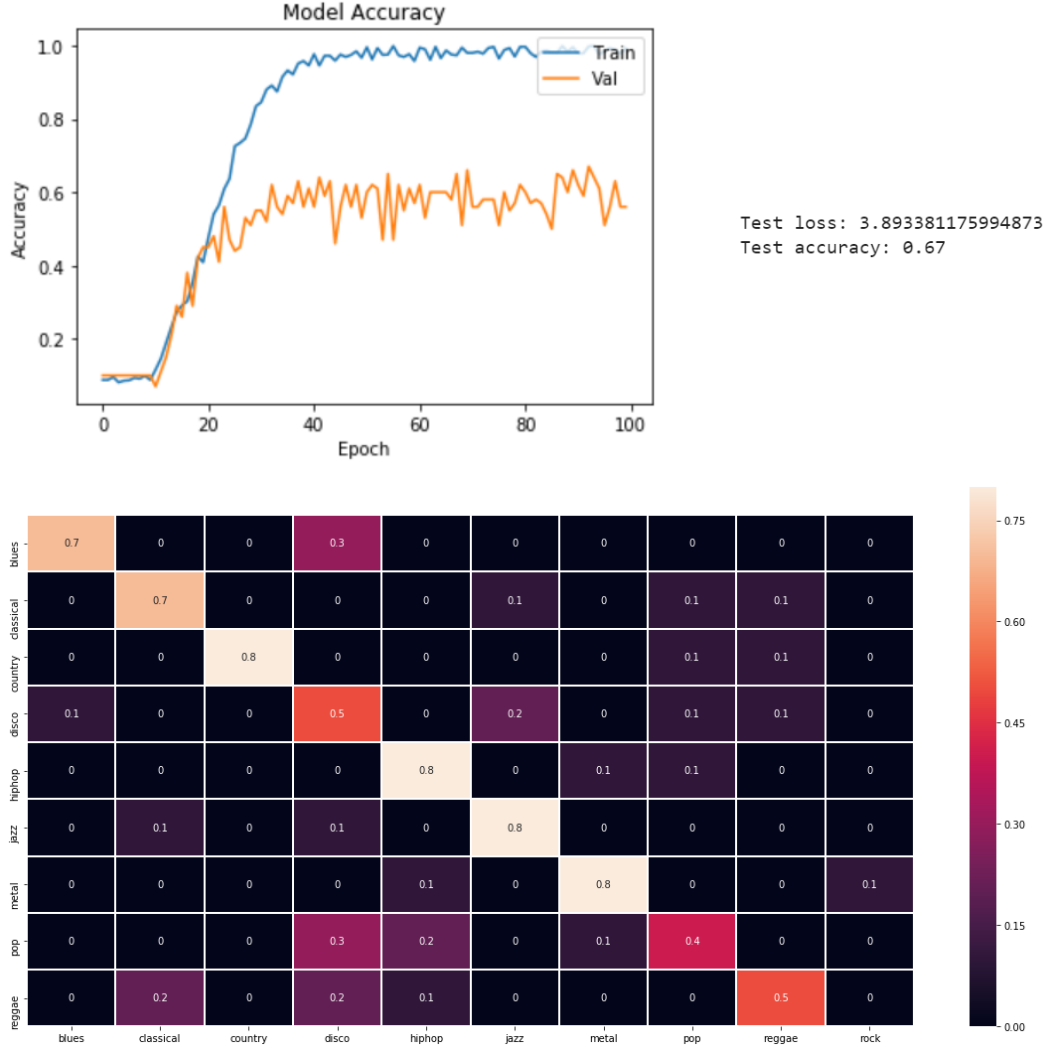 Model Accuracy
1.0
0.8
0.6
0.4
0.2
Accuracy
Train
Val
0 20 40 60 80 100
Epoch
Test loss: 3.893381175994873
Test accuracy: 0.67
blues 0.7 0 0 0.3 0 0 0 0 0 0
classical 0 0.7 0 0 0 0.1 0 0.1 0.1 0
country 0 0 0.8 0 0 0 0 0.1 0.1 0
disco 0.1 0 0 0.5 0 0.2 0 0.1 0.1 0
hiphop 0 0 0 0 0.8 0 0.1 0.1 0 0
jazz 0 0.1 0 0.1 0 0.8 0 0 0 0
metal 0 0 0 0 0.1 0 0.8 0 0 0.1
pop 0 0 0 0.3 0.2 0 0.1 0.4 0 0
reggae 0 0.2 0 0.2 0.1 0 0 0 0.5 0
blues classical country disco hiphop jazz metal pop reggae rock
0.75
0.60
0.45
0.30
0.15
0.00